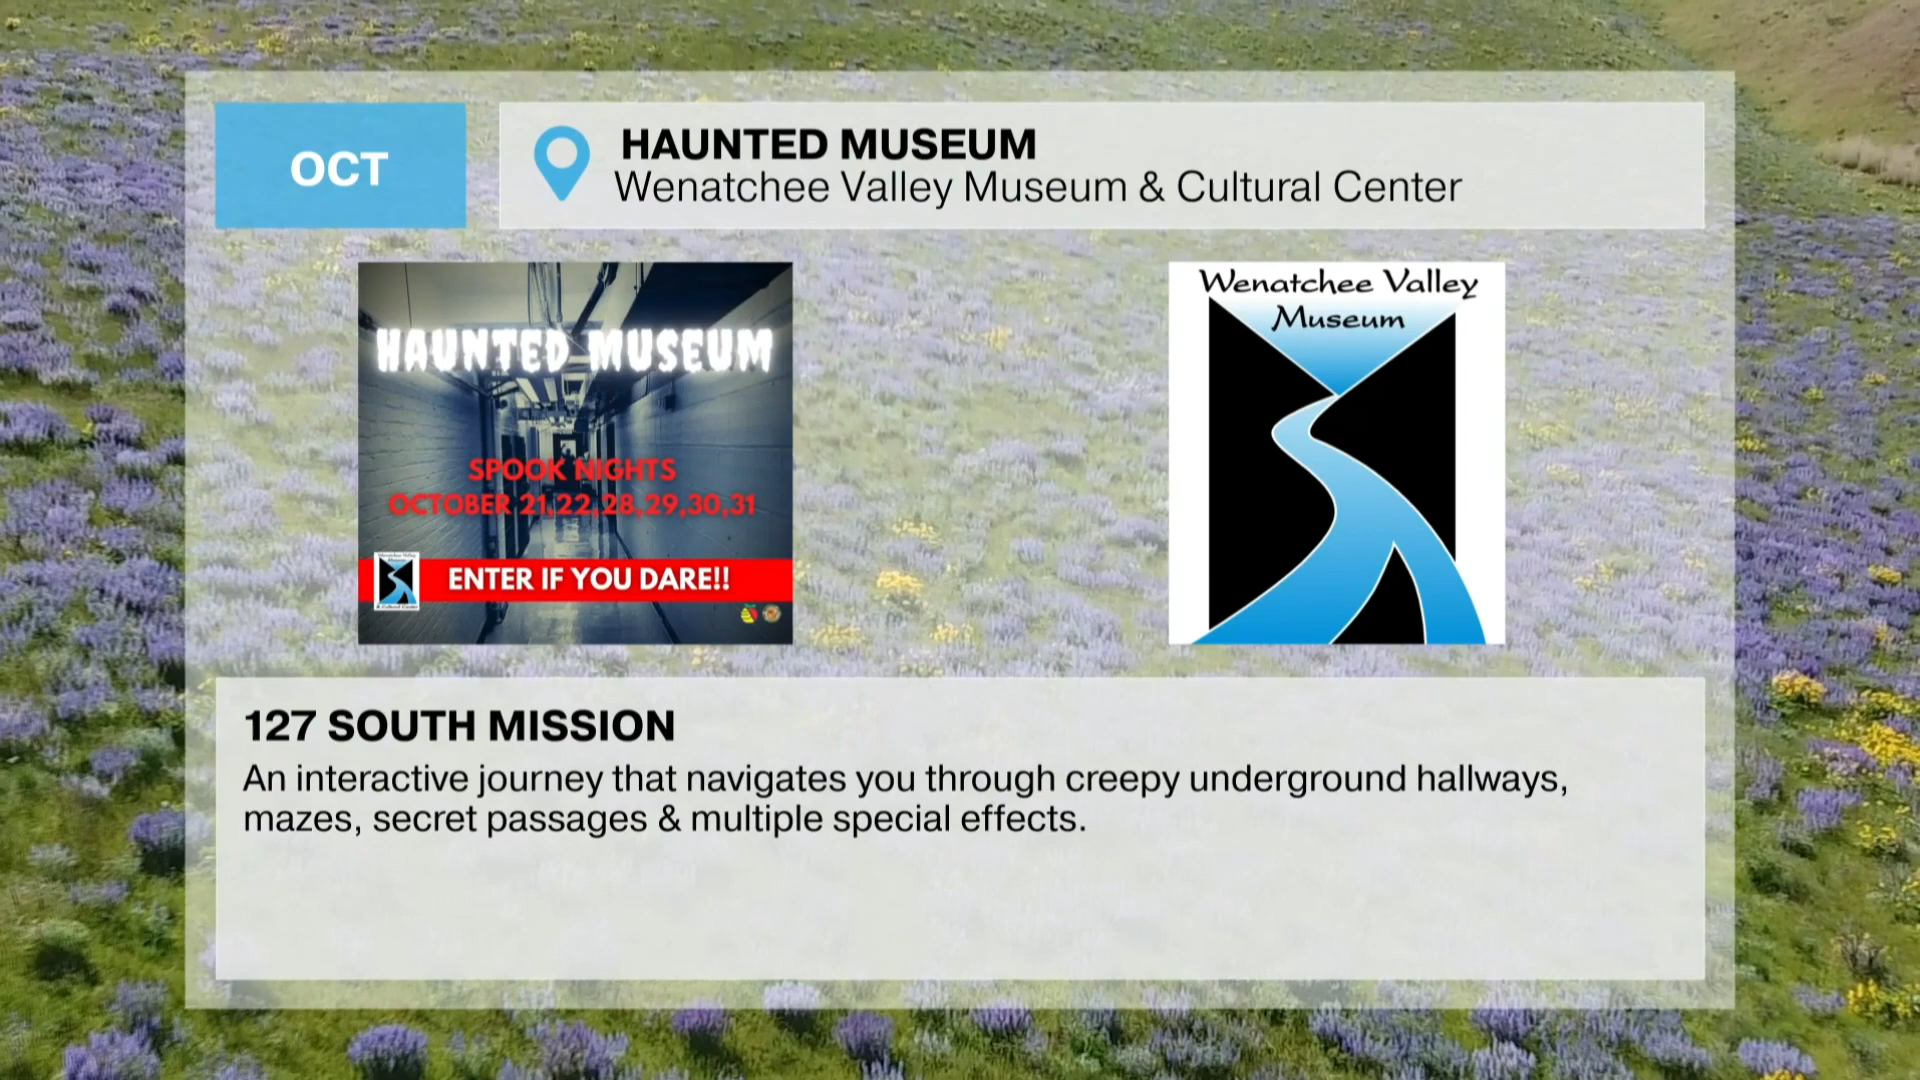 OCT
HAUNTED MUSEUM
Wenatchee Valley Museum & Cultural Center
HAUNTED MUSEUM
SPOOK NIGHTS
OCTOBER 21,22,28,29,30,31
ENTER IF YOU DARE!!
Wenatchee Valley
Museum
127 SOUTH MISSION
An interactive journey that navigates you through creepy underground hallways,
mazes, secret passages & multiple special effects.